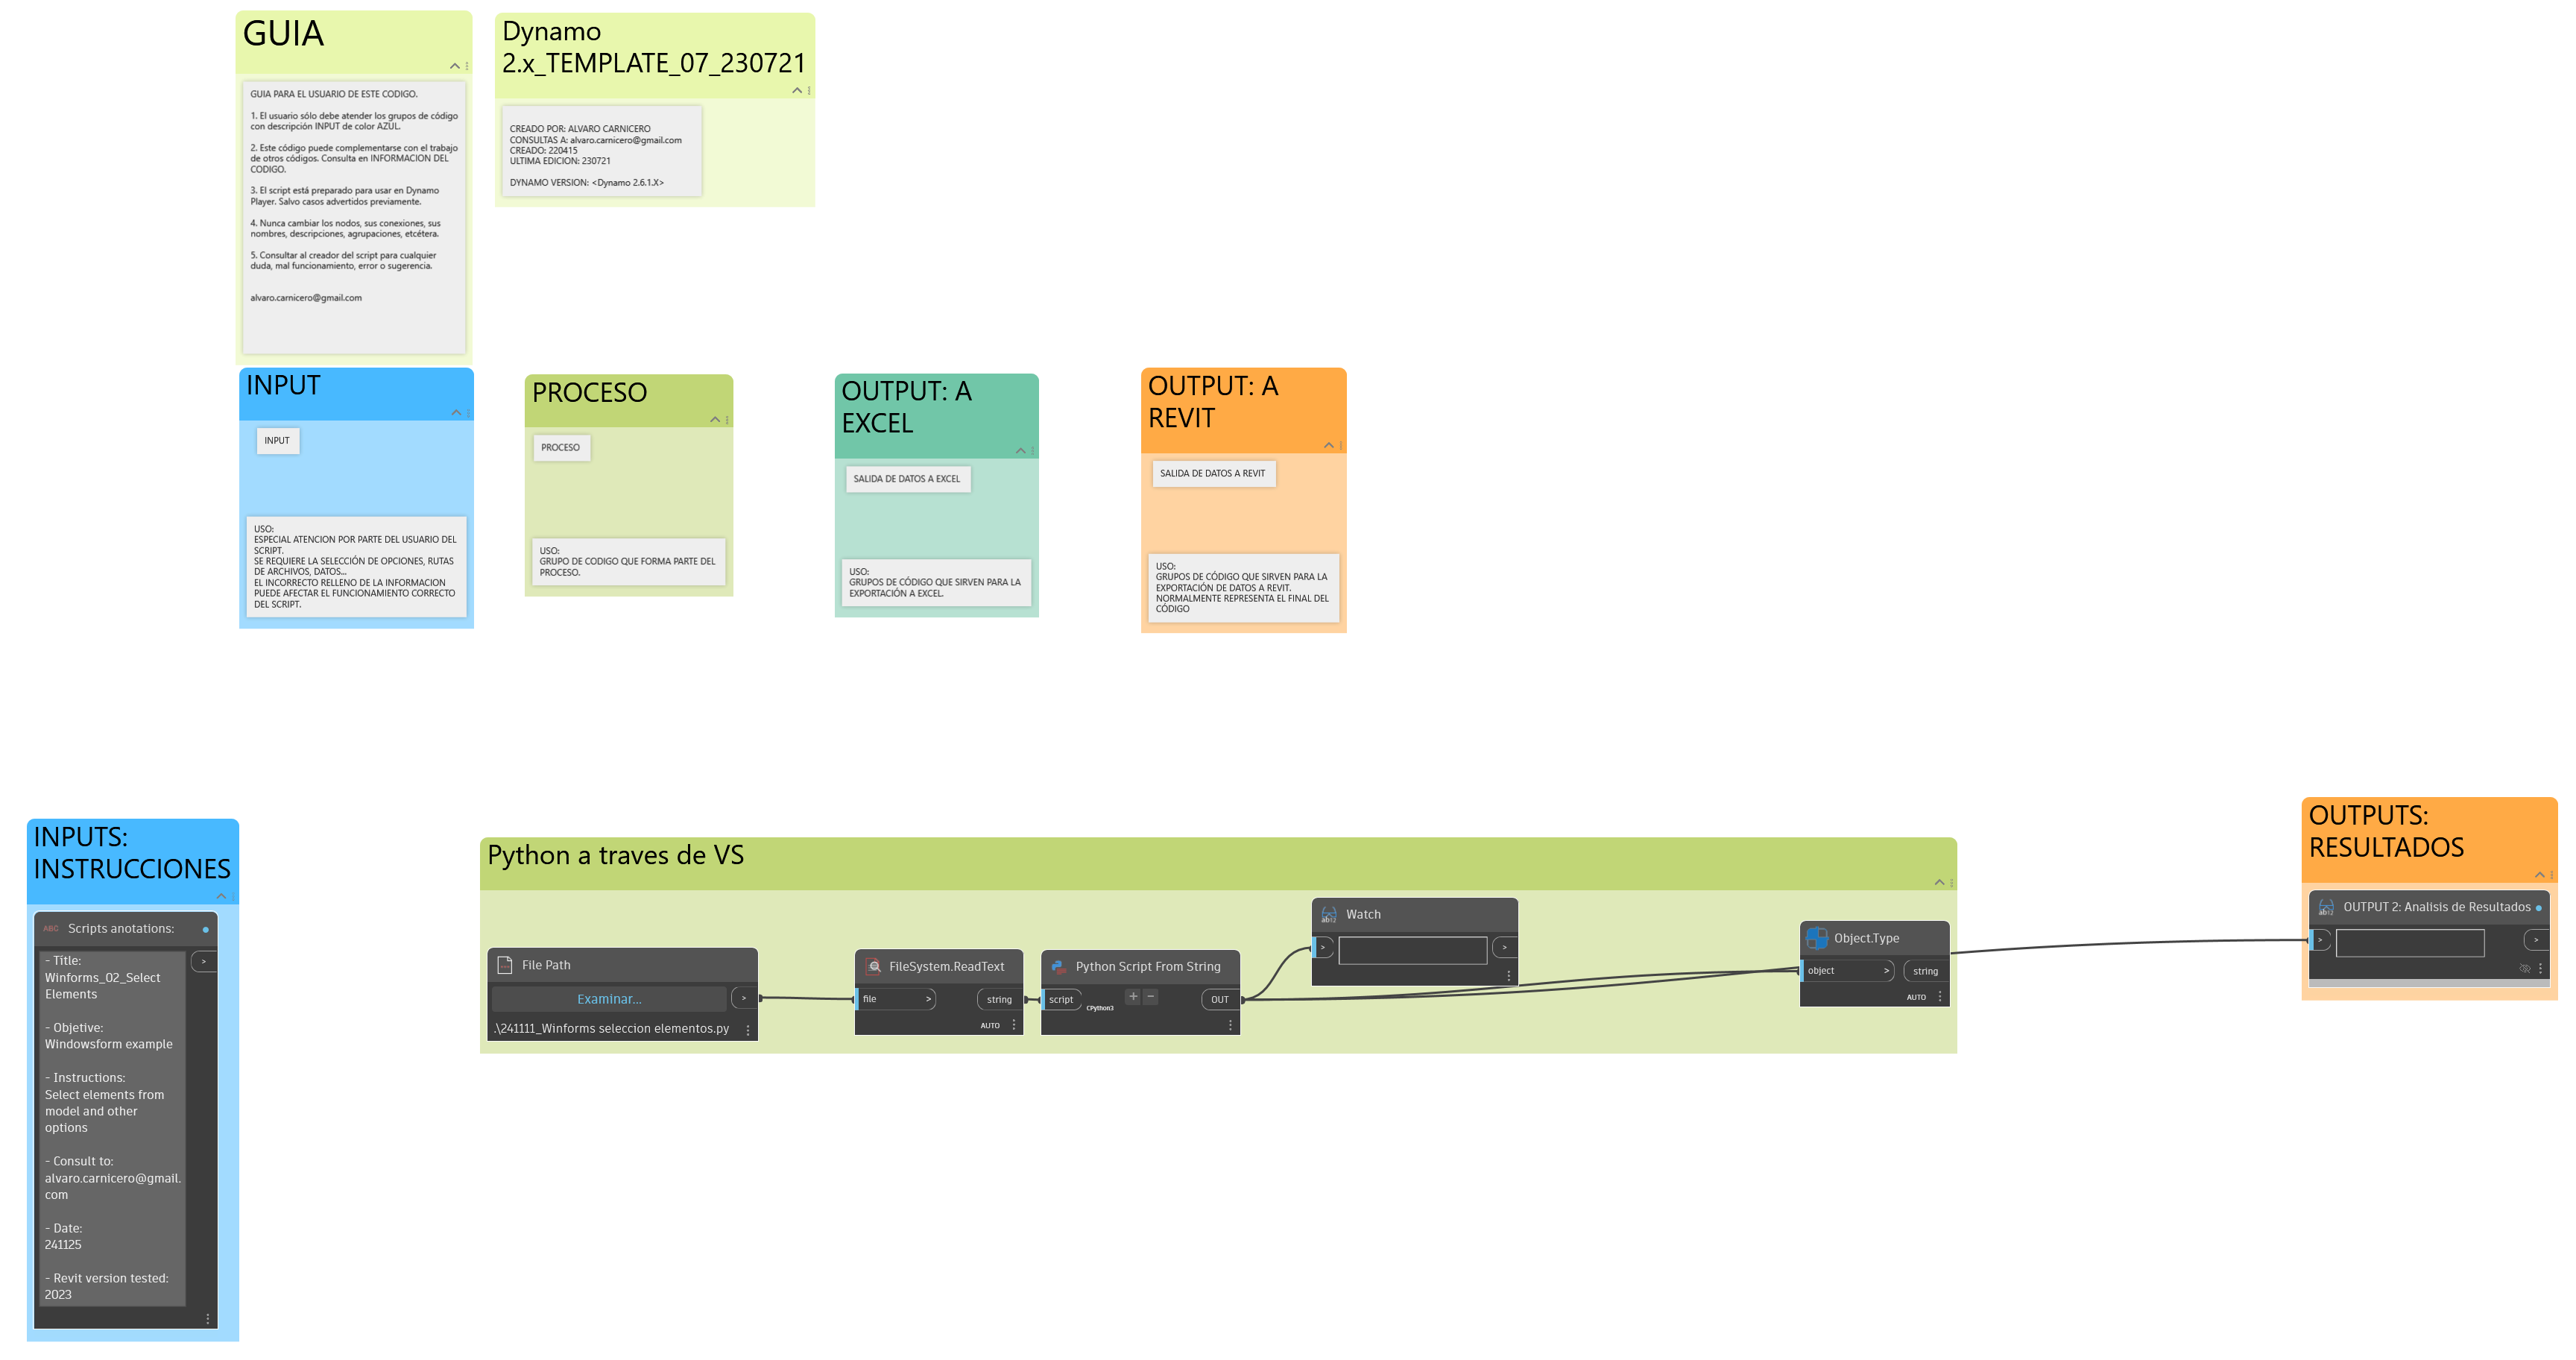 GUIA
GUIA PARA EL USUARIO DE ESTE CODIGO.
1. El usuario sólo debe atender los grupos de código
con descripción INPUT de color AZUL.
2. Este código puede complementarse con el trabajo
de otros códigos. Consulta en INFORMACION DEL
CODIGO.
3. El script está preparado para usar en Dynamo
Player. Salvo casos advertidos previamente.
4. Nunca cambiar los nodos, sus conexiones, sus
nombres, descripciones, agrupaciones, etcétera.
5. Consultar al creador del script para cualquier
duda, mal funcionamiento, error o sugerencia.
alvaro.carnicero@gmail.com
Dynamo
2.x_TEMPLATE_07_230721
CREADO POR: ALVARO CARNICERO
CONSULTAS A: alvaro.carnicero@gmail.com
CREADO: 220415
ULTIMA EDICION: 230721
DYNAMO VERSION: <Dynamo 2.6.1.X>
INPUT
INPUT
USO:
ESPECIAL ATENCION POR PARTE DEL USUARIO DEL
SCRIPT.
SE REQUIERE LA SELECCIÓN DE OPCIONES, RUTAS
DE ARCHIVOS, DATOS...
EL INCORRECTO RELLENO DE LA INFORMACION
PUEDE AFECTAR EL FUNCIONAMIENTO CORRECTO
DEL SCRIPT.
PROCESO
PROCESO
USO:
GRUPO DE CODIGO QUE FORMA PARTE DEL
PROCESO.
OUTPUT: A
EXCEL
SALIDA DE DATOS A EXCEL
USO:
GRUPOS DE CÓDIGO QUE SIRVEN PARA LA
EXPORTACIÓN A EXCEL.
OUTPUT: A
REVIT
SALIDA DE DATOS A REVIT
USO:
GRUPOS DE CÓDIGO QUE SIRVEN PARA LA
EXPORTACIÓN DE DATOS A REVIT.
NORMALMENTE REPRESENTA EL FINAL DEL
CÓDIGO
INPUTS:
INSTRUCCIONES
ABC Scripts anotations:
- Title:
Winforms_02_Select
Elements
- Objetive:
Windowsform example
- Instructions:
Select elements from
model and other
options
- Consult to:
alvaro.carnicero@gmail.
com
- Date:
241125
- Revit version tested:
2023
>
Python a traves de VS
File Path
Examinar...
>
.\241111_Winforms seleccion elementos.py
FileSystem.ReadText
file >
string
AUTO
Python Script From String
script
CPython3
+ −
OUT
Watch
>
>
Object.Type
object >
string
AUTO
OUTPUTS:
RESULTADOS
OUTPUT 2: Analisis de Resultados
>
>